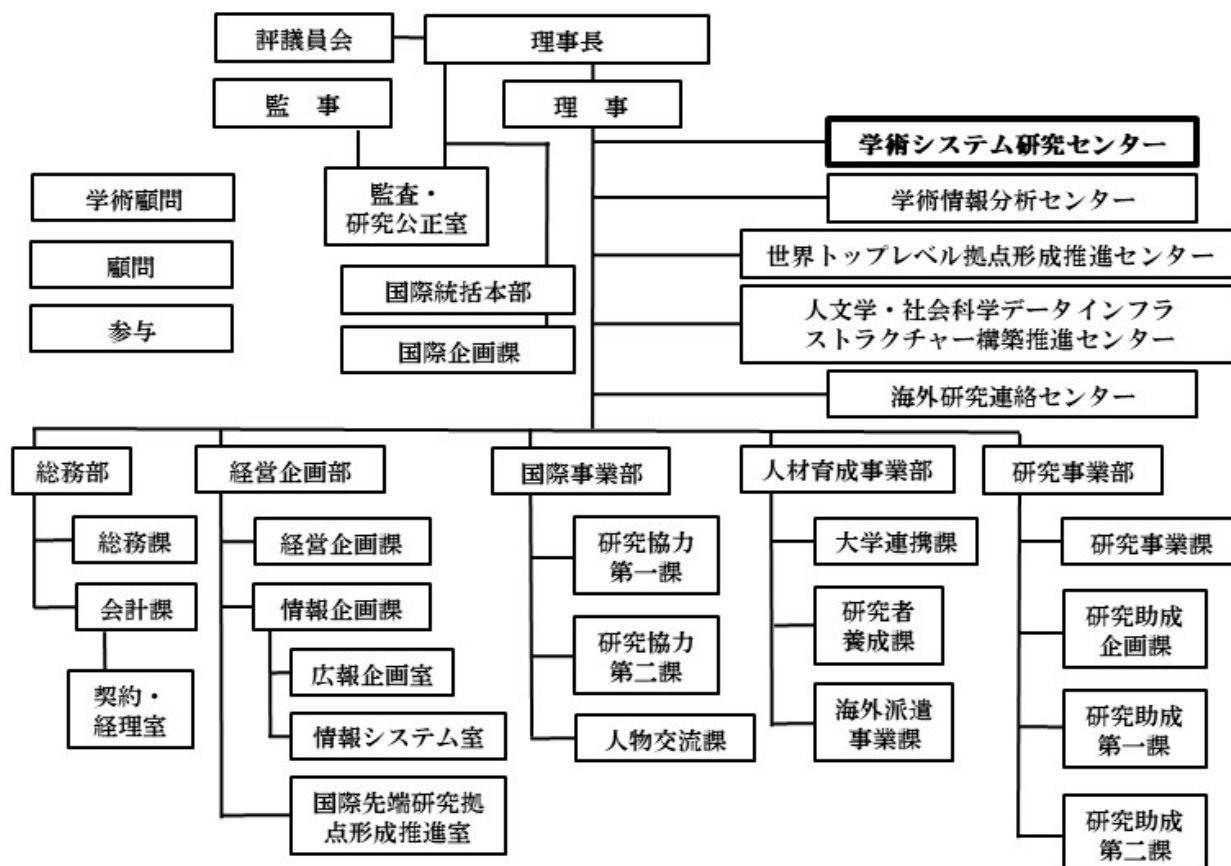 評議員会
理事長
監　事
理　事
学術システム研究センター
学術顧問
監査・
研究公正室
学術情報分析センター
顧問
世界トップレベル拠点形成推進センター
国際統括本部
参与
人文学・社会科学データインフラ
ストラクチャー構築推進センター
国際企画課
海外研究連絡センター
総務部
経営企画部
国際事業部
人材育成事業部
研究事業部
総務課
会計課
契約・
経理室
経営企画課
情報企画課
広報企画室
情報システム室
国際先端研究拠
点形成推進室
研究協力
第一課
研究協力
第二課
人物交流課
大学連携課
研究者
養成課
海外派遣
事業課
研究事業課
研究助成
企画課
研究助成
第一課
研究助成
第二課